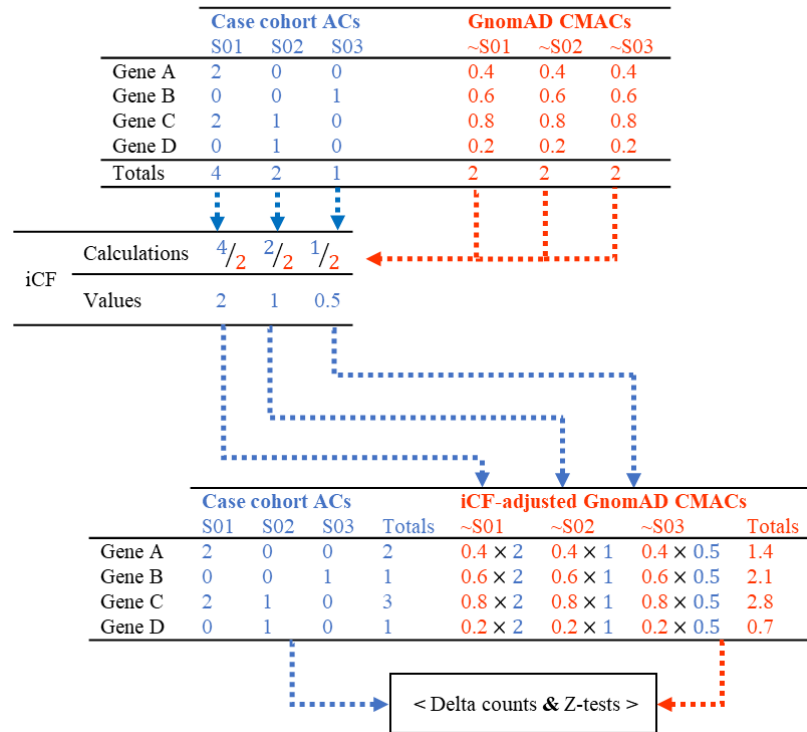 Case cohort ACs GnomAD CMACs
S01 S02 S03 ~S01 ~S02 ~S03
Gene A 2 0 0 0.4 0.4 0.4
Gene B 0 0 1 0.6 0.6 0.6
Gene C 2 1 0 0.8 0.8 0.8
Gene D 0 1 0 0.2 0.2 0.2
Totals 4 2 1 2 2 2
Calculations 4/2 2/2 1/2
iCF
Values 2 1 0.5
Case cohort ACs iCF-adjusted GnomAD CMACs
S01 S02 S03 Totals ~S01 ~S02 ~S03 Totals
Gene A 2 0 0 2 0.4 × 2 0.4 × 1 0.4 × 0.5 1.4
Gene B 0 0 1 1 0.6 × 2 0.6 × 1 0.6 × 0.5 2.1
Gene C 2 1 0 3 0.8 × 2 0.8 × 1 0.8 × 0.5 2.8
Gene D 0 1 0 1 0.2 × 2 0.2 × 1 0.2 × 0.5 0.7
< Delta counts & Z-tests >